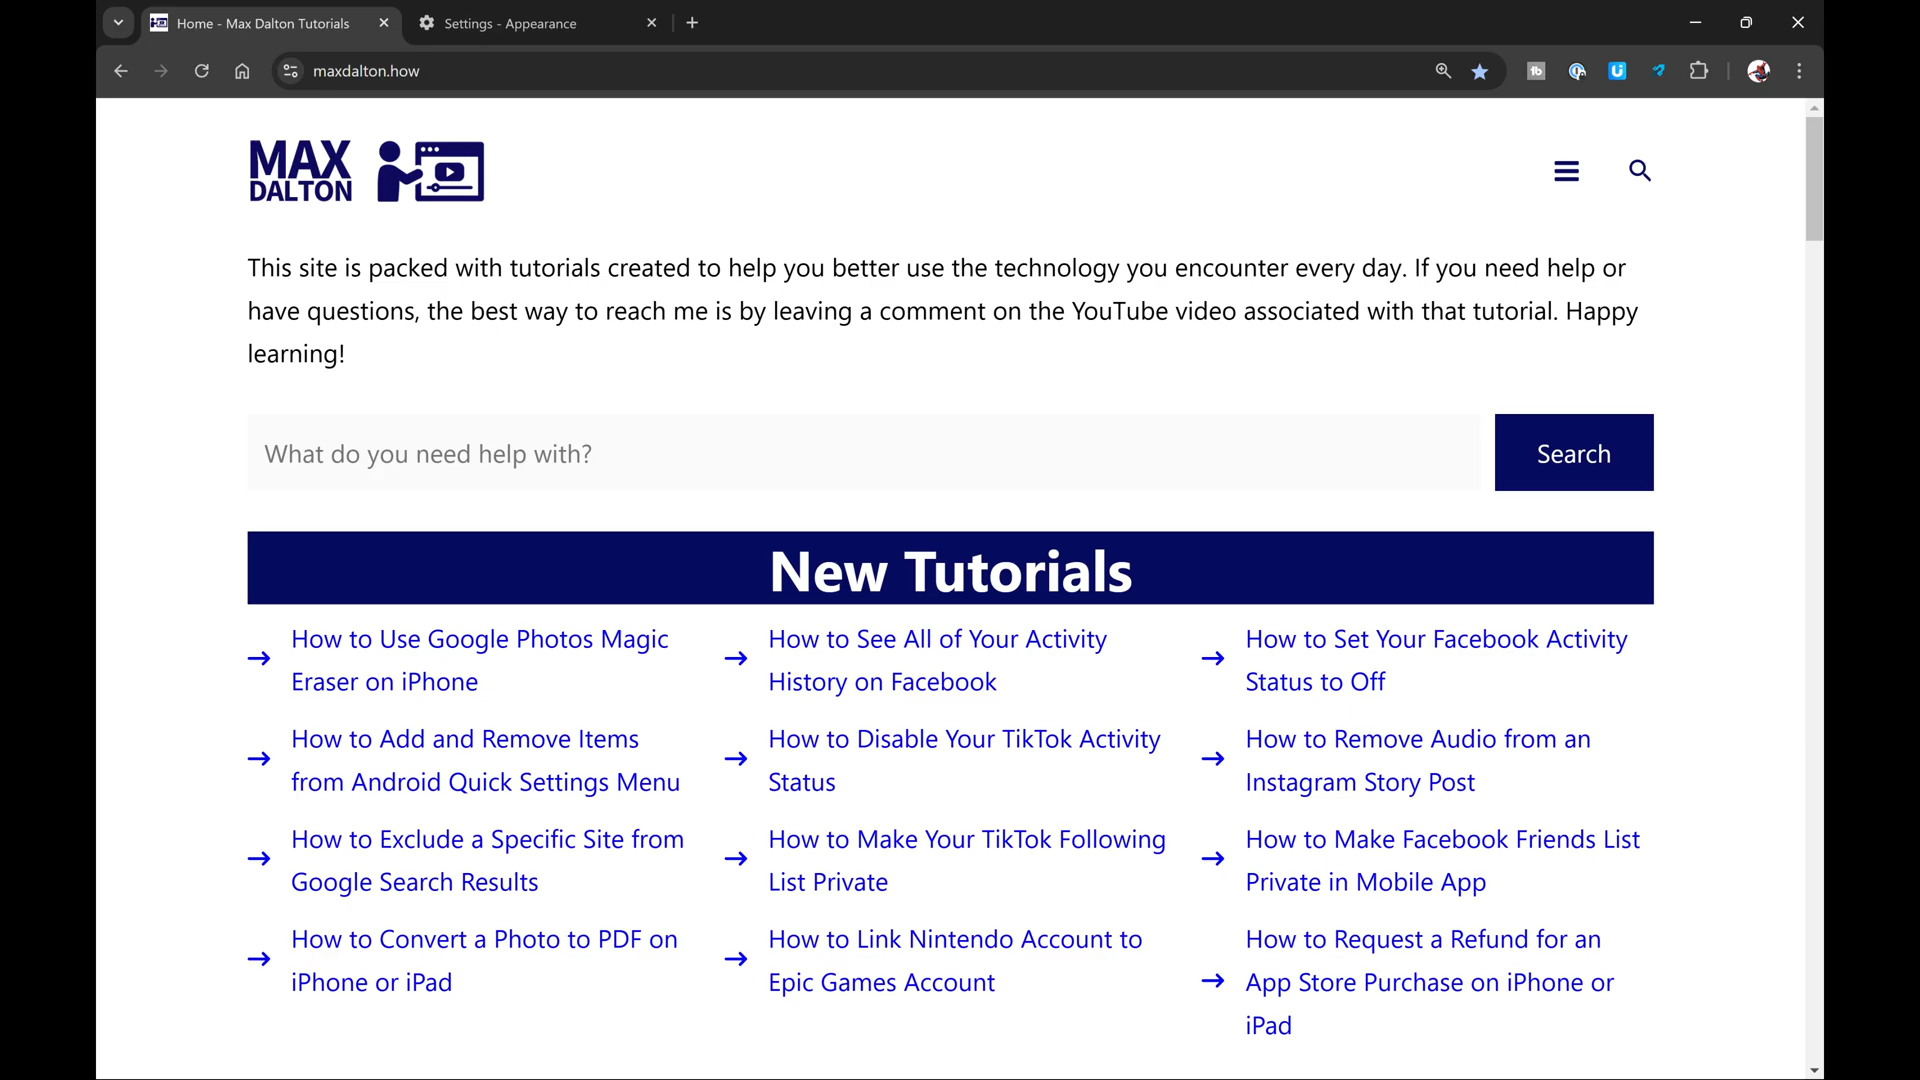 Home - Max Dalton Tutorials
Settings - Appearance
maxdalton.how
MAX
DALTON
This site is packed with tutorials created to help you better use the technology you encounter every day. If you need help or
have questions, the best way to reach me is by leaving a comment on the YouTube video associated with that tutorial. Happy
learning!
What do you need help with?
Search
New Tutorials
How to Use Google Photos Magic
Eraser on iPhone
How to See All of Your Activity
History on Facebook
How to Set Your Facebook Activity
Status to Off
How to Add and Remove Items
from Android Quick Settings Menu
How to Disable Your TikTok Activity
Status
How to Remove Audio from an
Instagram Story Post
How to Exclude a Specific Site from
Google Search Results
How to Make Your TikTok Following
List Private
How to Make Facebook Friends List
Private in Mobile App
How to Convert a Photo to PDF on
iPhone or iPad
How to Link Nintendo Account to
Epic Games Account
How to Request a Refund for an
App Store Purchase on iPhone or
iPad